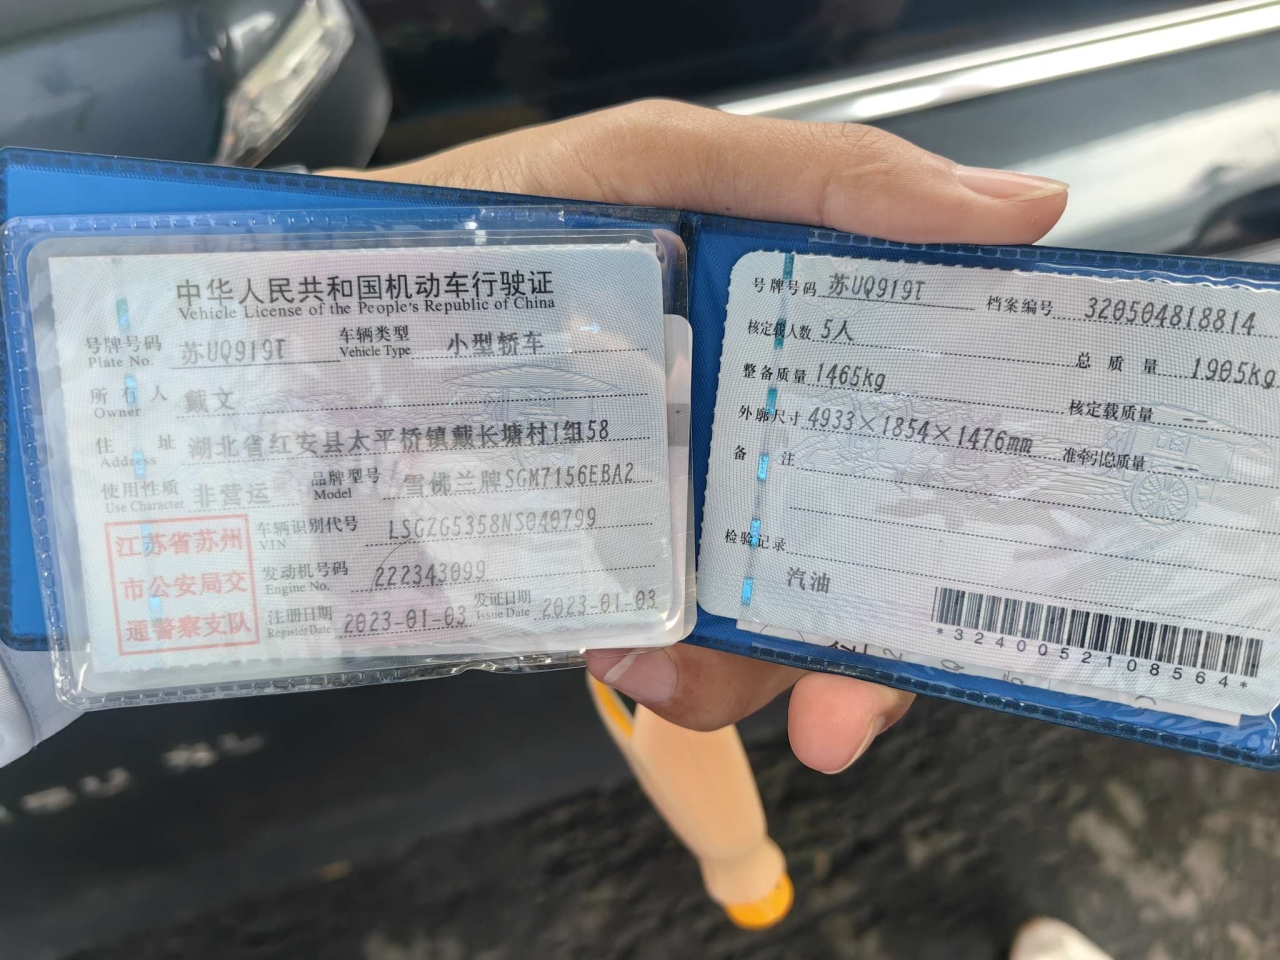 中华人民共和国机动车行驶证
Vehicle License of the People's Republic of China
号牌号码 Plate No. 苏UQ919T 车辆类型 Vehicle Type 小型轿车
所有人 Owner 戴文
住址 Address 湖北省红安县太平桥镇戴长塘村1组58
使用性质 Use Character 非营运 品牌型号 Model 雪佛兰牌SGM7156EBA2
江苏省苏州
市公安局交
通警察支队
车辆识别代号 VIN LSGZG5358NS040799
发动机号码 Engine No. 222343099
注册日期 Register Date 2023-01-03 发证日期 Issue Date 2023-01-03
号牌号码 苏UQ919T 档案编号 320504818814
核定载人数 5人 总质量 1905kg
整备质量 1465kg 核定载质量 --
外廓尺寸 4933×1854×1476mm 准牵引总质量 --
备注
检验记录
汽油
*3240052108564*